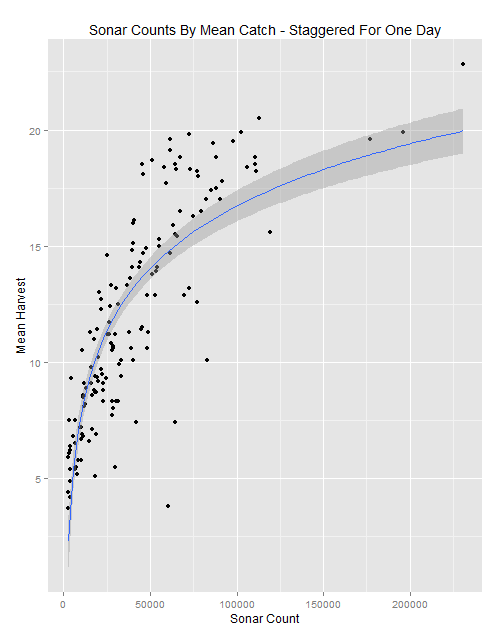 Sonar Counts By Mean Catch - Staggered For One Day
Mean Harvest
20
15
10
5
0 50000 100000 150000 200000
Sonar Count